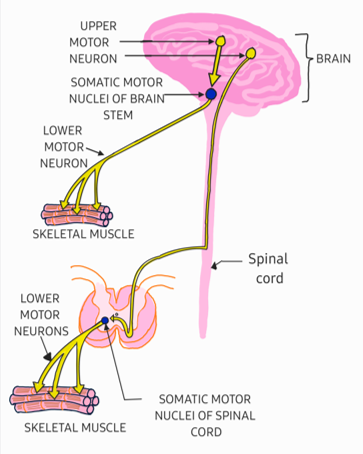 UPPER
MOTOR
NEURON
BRAIN
SOMATIC MOTOR
NUCLEI OF BRAIN
STEM
LOWER
MOTOR
NEURON
SKELETAL MUSCLE
Spinal
cord
LOWER
MOTOR
NEURONS
SOMATIC MOTOR
NUCLEI OF SPINAL
CORD
SKELETAL MUSCLE